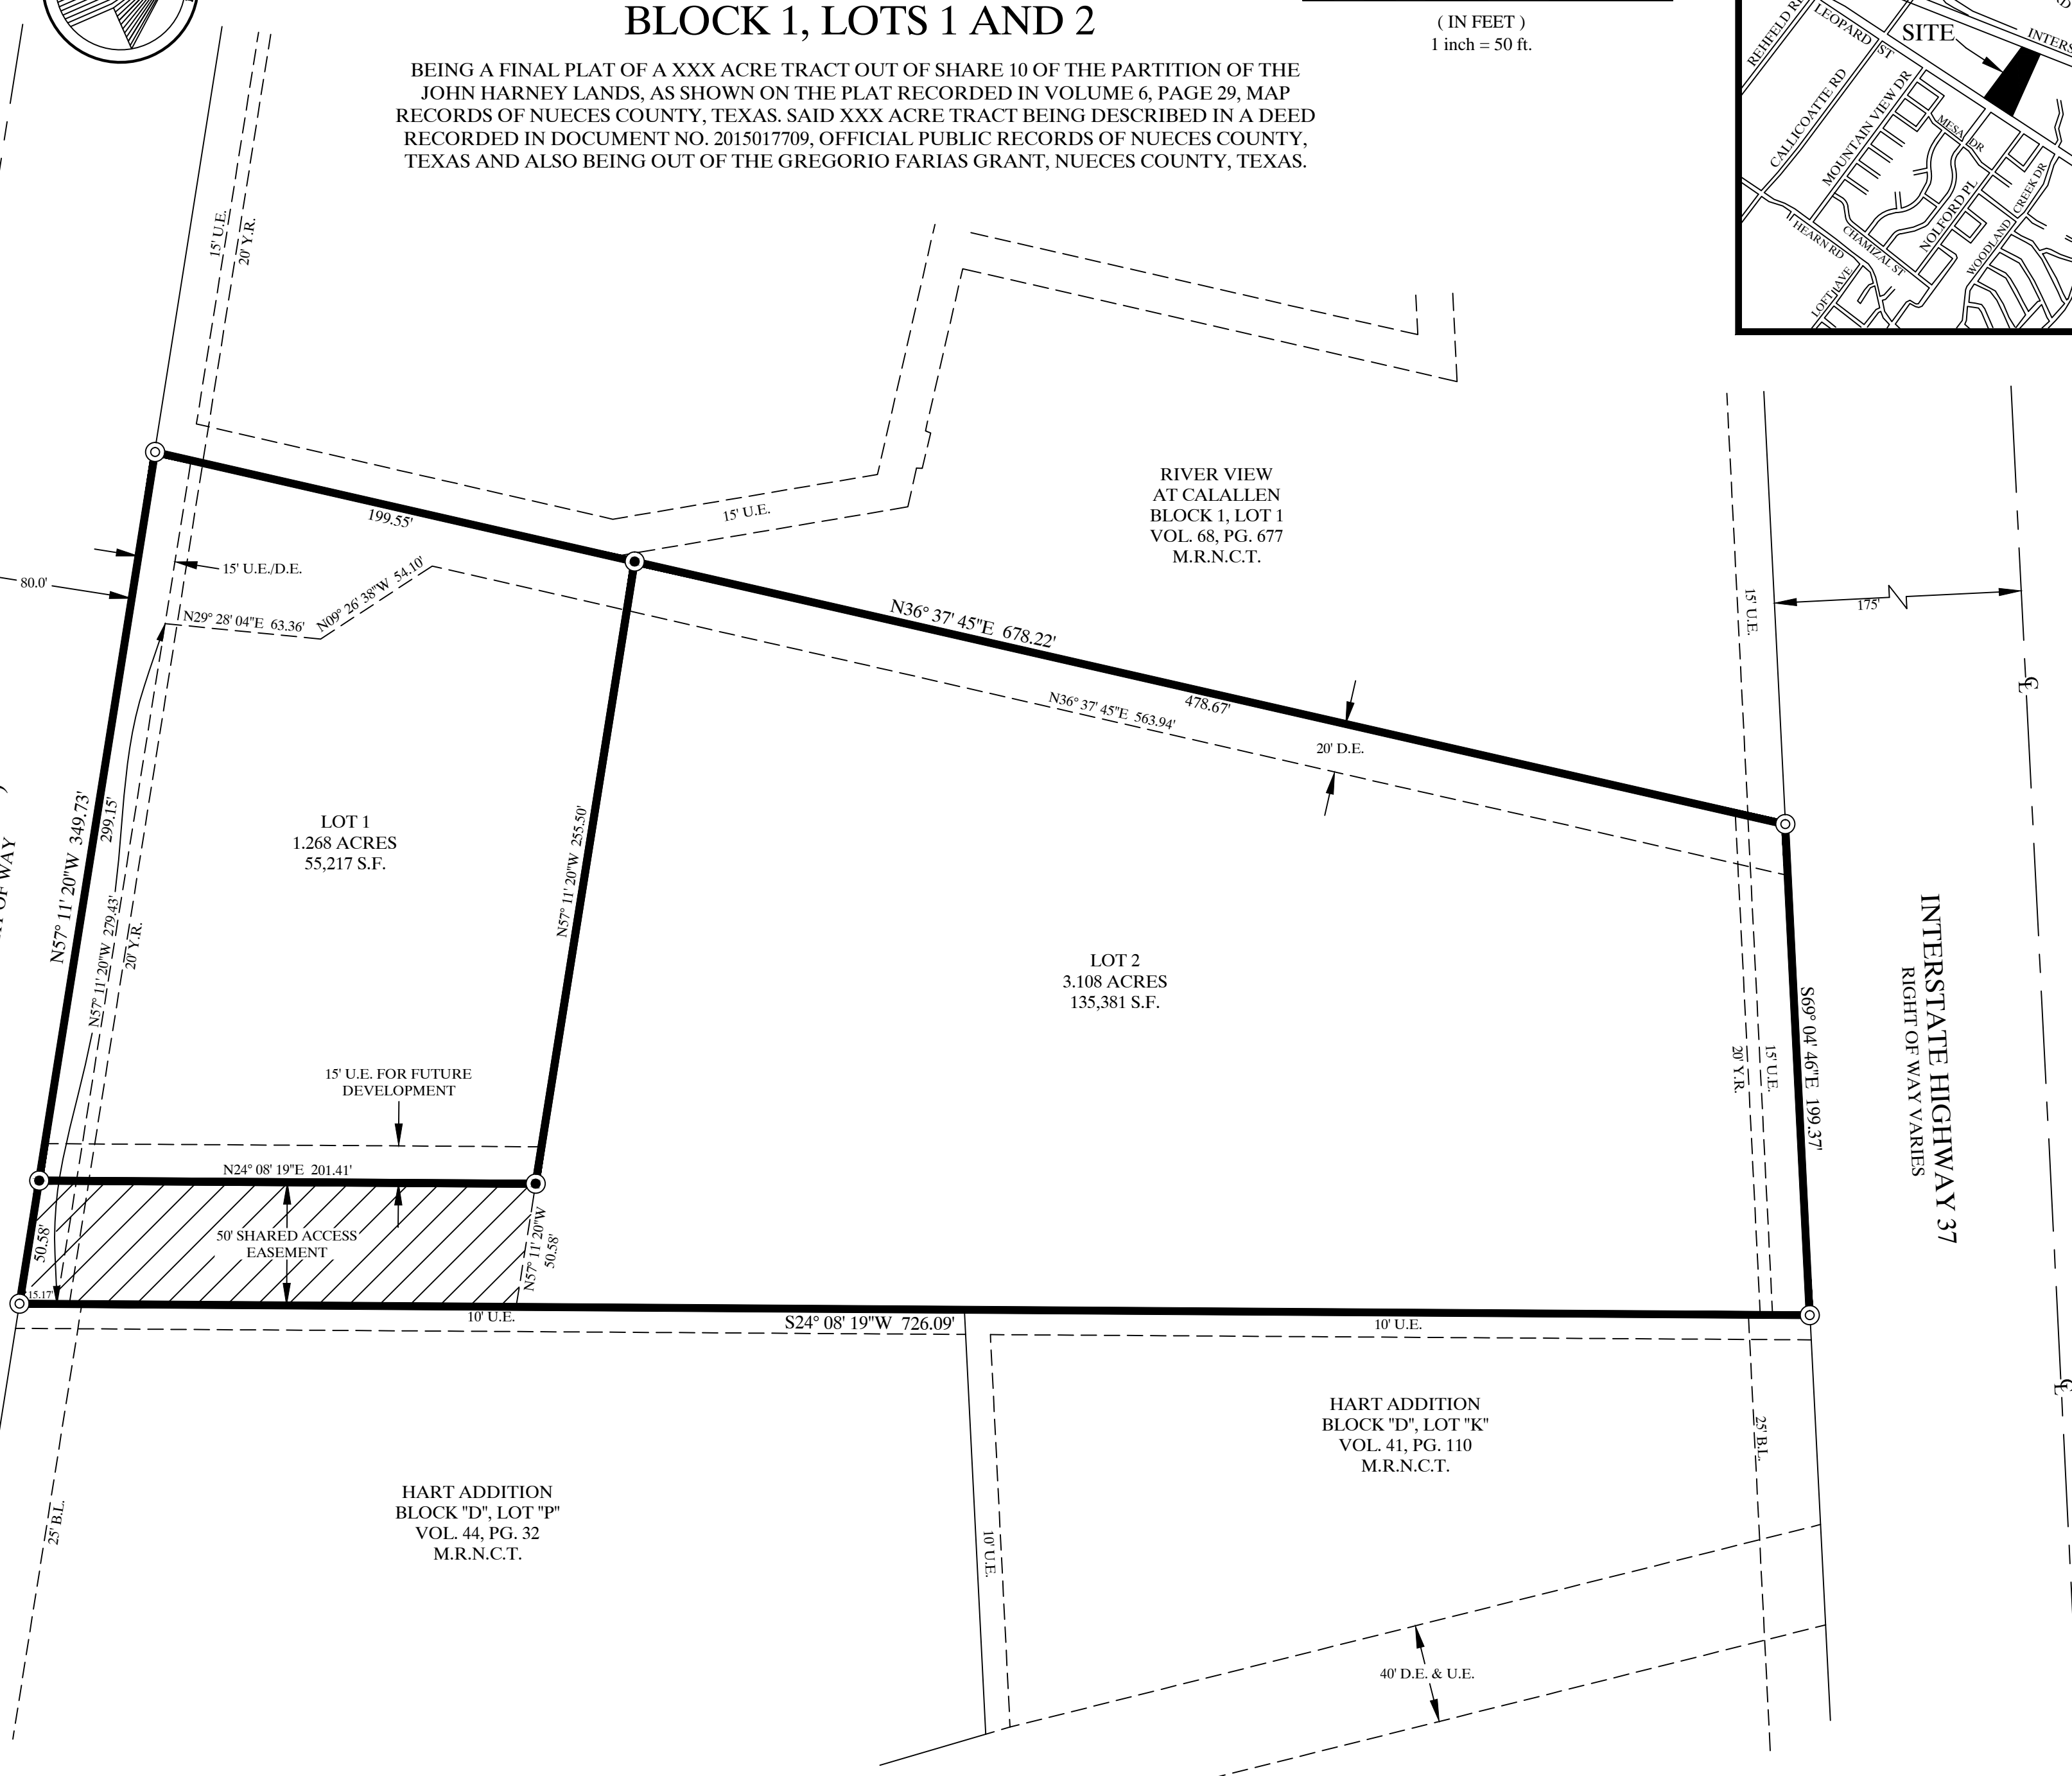 BLOCK 1, LOTS 1 AND 2
( IN FEET )
1 inch = 50 ft.
BEING A FINAL PLAT OF A XXX ACRE TRACT OUT OF SHARE 10 OF THE PARTITION OF THE
JOHN HARNEY LANDS, AS SHOWN ON THE PLAT RECORDED IN VOLUME 6, PAGE 29, MAP
RECORDS OF NUECES COUNTY, TEXAS. SAID XXX ACRE TRACT BEING DESCRIBED IN A DEED
RECORDED IN DOCUMENT NO. 2015017709, OFFICIAL PUBLIC RECORDS OF NUECES COUNTY,
TEXAS AND ALSO BEING OUT OF THE GREGORIO FARIAS GRANT, NUECES COUNTY, TEXAS.
SITE
LEOPARD ST
CALLICOATTE RD
MOUNTAIN VIEW DR
MESA DR
NOLFORD PL
WOODLAND CREEK DR
HEARN RD
CHAMIZAL ST
15' U.E.
20' Y.R.
199.55'
15' U.E.
RIVER VIEW
AT CALALLEN
BLOCK 1, LOT 1
VOL. 68, PG. 677
M.R.N.C.T.
15' U.E./D.E.
80.0'
N29° 28' 04"E 63.36'
N09° 26' 38"W 54.10'
N36° 37' 45"E 678.22'
N36° 37' 45"E 563.94'
478.67'
20' D.E.
15' U.E.
175'
℄
N57° 11' 20"W 349.73'
299.15'
N57° 11' 20"W 279.43'
20' Y.R.
OF WAY
LOT 1
1.268 ACRES
55,217 S.F.
N57° 11' 20"W 255.50'
LOT 2
3.108 ACRES
135,381 S.F.
20' Y.R.
15' U.E.
S69° 04' 46"E 199.37'
INTERSTATE HIGHWAY 37
RIGHT OF WAY VARIES
15' U.E. FOR FUTURE
DEVELOPMENT
N24° 08' 19"E 201.41'
50.58'
50' SHARED ACCESS
EASEMENT
N57° 11' 20"W
50.58'
15.17'
10' U.E.
S24° 08' 19"W 726.09'
10' U.E.
℄
HART ADDITION
BLOCK "D", LOT "K"
VOL. 41, PG. 110
M.R.N.C.T.
25' B.L.
HART ADDITION
BLOCK "D", LOT "P"
VOL. 44, PG. 32
M.R.N.C.T.
25' B.L.
10' U.E.
40' D.E. & U.E.